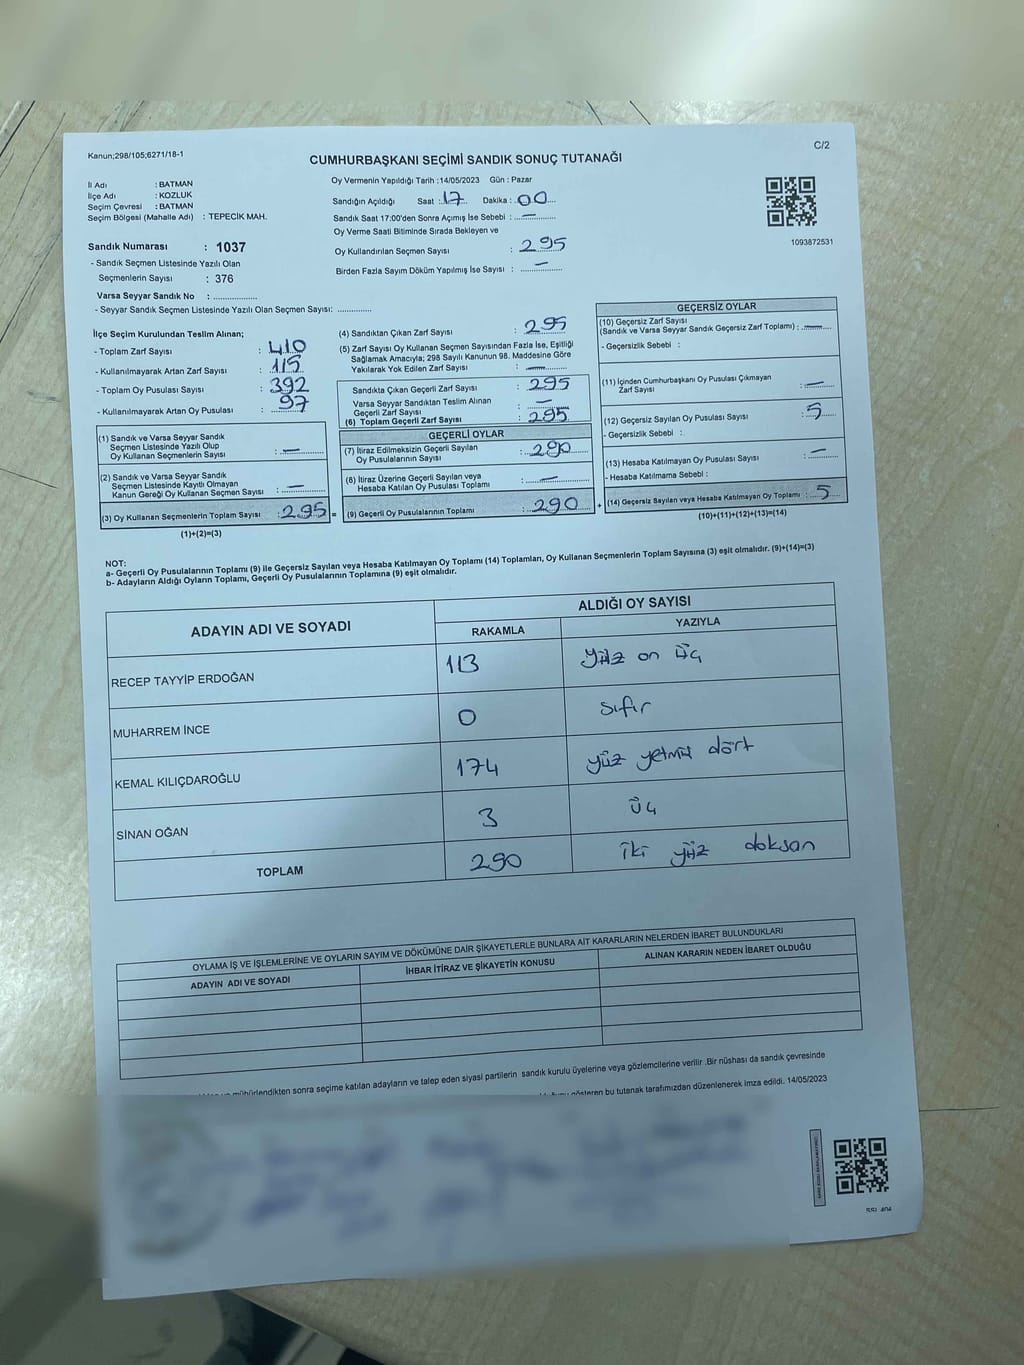 Kanun;298/105;6271/18-1
C/2
CUMHURBAŞKANI SEÇİMİ SANDIK SONUÇ TUTANAĞI
İl Adı : BATMAN
İlçe Adı : KOZLUK
Seçim Çevresi : BATMAN
Seçim Bölgesi (Mahalle Adı) : TEPECİK MAH.
Sandık Numarası : 1037
- Sandık Seçmen Listesinde Yazılı Olan
Seçmenlerin Sayısı : 376
Varsa Seyyar Sandık No : ..............
- Seyyar Sandık Seçmen Listesinde Yazılı Olan Seçmen Sayısı: ............
Oy Vermenin Yapıldığı Tarih :14/05/2023 Gün : Pazar
Sandığın Açıldığı Saat : 17 Dakika : 00
Sandık Saat 17:00'den Sonra Açımış İse Sebebi : —
Oy Verme Saati Bitiminde Sırada Bekleyen ve
Oy Kullandırılan Seçmen Sayısı : 295
Birden Fazla Sayım Döküm Yapılmış İse Sayısı : —
1093872531
İlçe Seçim Kurulundan Teslim Alınan;
- Toplam Zarf Sayısı : 410
- Kullanılmayarak Artan Zarf Sayısı : 115
- Toplam Oy Pusulası Sayısı : 392
- Kullanılmayarak Artan Oy Pusulası : 97
(1) Sandık ve Varsa Seyyar Sandık
Seçmen Listesinde Yazılı Olup
Oy Kullanan Seçmenlerin Sayısı : —
(2) Sandık ve Varsa Seyyar Sandık
Seçmen Listesinde Kayıtlı Olmayan
Kanun Gereği Oy Kullanan Seçmen Sayısı : —
(3) Oy Kullanan Seçmenlerin Toplam Sayısı : 295 =
(1)+(2)=(3)
(4) Sandıktan Çıkan Zarf Sayısı : 295
(5) Zarf Sayısı Oy Kullanan Seçmen Sayısından Fazla İse, Eşitliği
Sağlamak Amacıyla; 298 Sayılı Kanunun 98. Maddesine Göre
Yakılarak Yok Edilen Zarf Sayısı : —
Sandıkta Çıkan Geçerli Zarf Sayısı : 295
Varsa Seyyar Sandıktan Teslim Alınan
Geçerli Zarf Sayısı : —
(6) Toplam Geçerli Zarf Sayısı : 295
GEÇERLİ OYLAR
(7) İtiraz Edilmeksizin Geçerli Sayılan
Oy Pusulalarının Sayısı : 290
(8) İtiraz Üzerine Geçerli Sayılan veya
Hesaba Katılan Oy Pusulası Toplamı : —
(9) Geçerli Oy Pusulalarının Toplamı : 290 +
GEÇERSİZ OYLAR
(10) Geçersiz Zarf Sayısı
(Sandık ve Varsa Seyyar Sandık Geçersiz Zarf Toplamı) : —
- Geçersizlik Sebebi :
(11) İçinden Cumhurbaşkanı Oy Pusulası Çıkmayan
Zarf Sayısı : —
(12) Geçersiz Sayılan Oy Pusulası Sayısı : 5
- Geçersizlik Sebebi :
(13) Hesaba Katılmayan Oy Pusulası Sayısı : —
- Hesaba Katılmama Sebebi :
(14) Geçersiz Sayılan veya Hesaba Katılmayan Oy Toplamı : 5
(10)+(11)+(12)+(13)=(14)
NOT:
a- Geçerli Oy Pusulalarının Toplamı (9) ile Geçersiz Sayılan veya Hesaba Katılmayan Oy Toplamı (14) Toplamları, Oy Kullanan Seçmenlerin Toplam Sayısına (3) eşit olmalıdır. (9)+(14)=(3)
b- Adayların Aldığı Oyların Toplamı, Geçerli Oy Pusulalarının Toplamına (9) eşit olmalıdır.
ADAYIN ADI VE SOYADI
ALDIĞI OY SAYISI
RAKAMLA YAZIYLA
RECEP TAYYİP ERDOĞAN 113 yüz on üç
MUHARREM İNCE 0 sıfır
KEMAL KILIÇDAROĞLU 174 yüz yetmiş dört
SİNAN OĞAN 3 üç
TOPLAM 290 iki yüz doksan
OYLAMA İŞ VE İŞLEMLERİNE VE OYLARIN SAYIM VE DÖKÜMÜNE DAİR ŞİKAYETLERLE BUNLARA AİT KARARLARIN NELERDEN İBARET BULUNDUKLARI
ADAYIN ADI VE SOYADI İHBAR İTİRAZ VE ŞİKAYETİN KONUSU ALINAN KARARIN NEDEN İBARET OLDUĞU
mühürlendikten sonra seçime katılan adayların ve talep eden siyasi partilerin sandık kurulu üyelerine veya gözlemcilerine verilir .Bir nüshası da sandık çevresinde
gösteren bu tutanak tarafımızdan düzenlenerek imza edildi. 14/05/2023